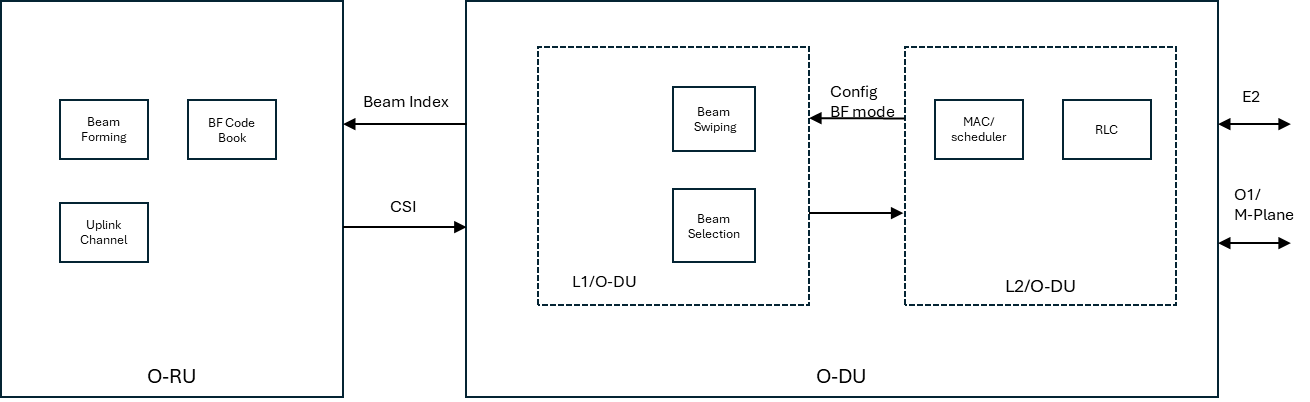 Beam
Forming
BF Code
Book
Uplink
Channel
O-RU
Beam Index
CSI
Beam
Swiping
Beam
Selection
L1/O-DU
Config
BF mode
MAC/
scheduler
RLC
L2/O-DU
O-DU
E2
O1/
M-Plane